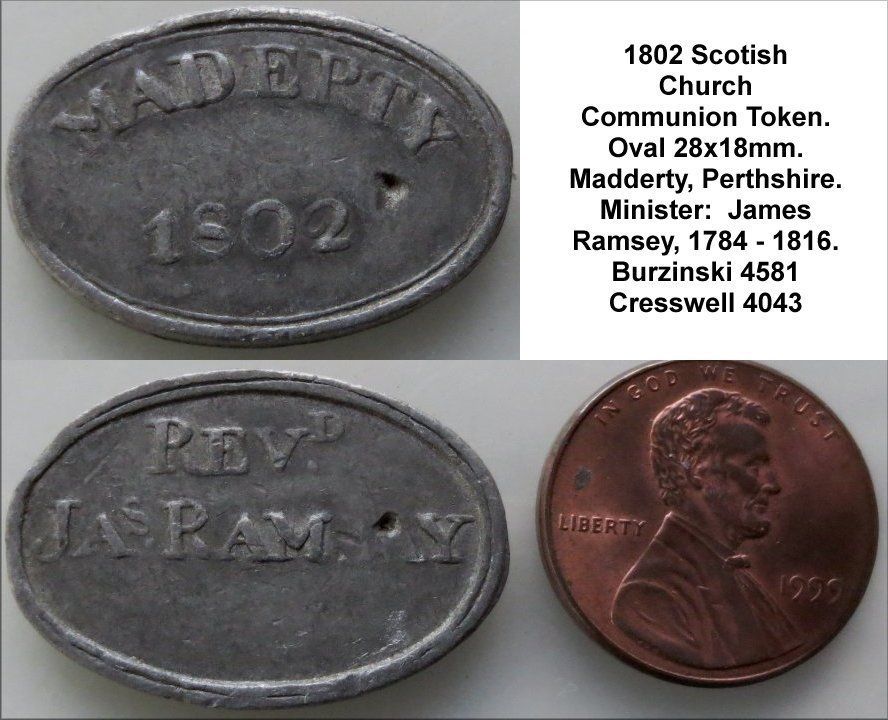 MADERTY
1802
1802 Scotish
Church
Communion Token.
Oval 28x18mm.
Madderty, Perthshire.
Minister: James
Ramsey, 1784 - 1816.
Burzinski 4581
Cresswell 4043
REV.D
JAS RAMSAY
IN GOD WE TRUST
LIBERTY
1999